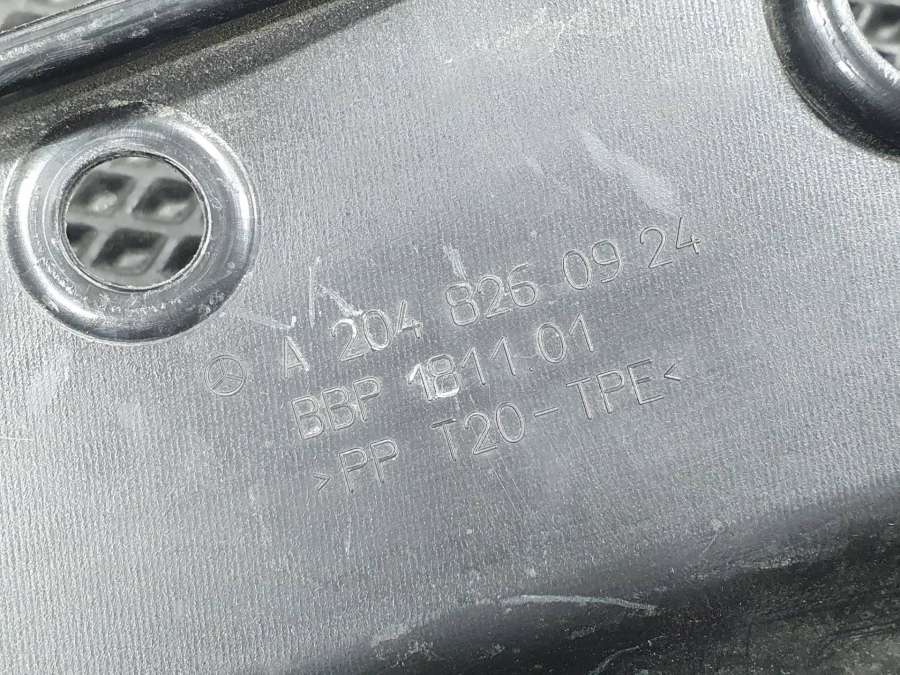 A 204 826 09 24
BBP 1811.01
>PP T20-TPE<